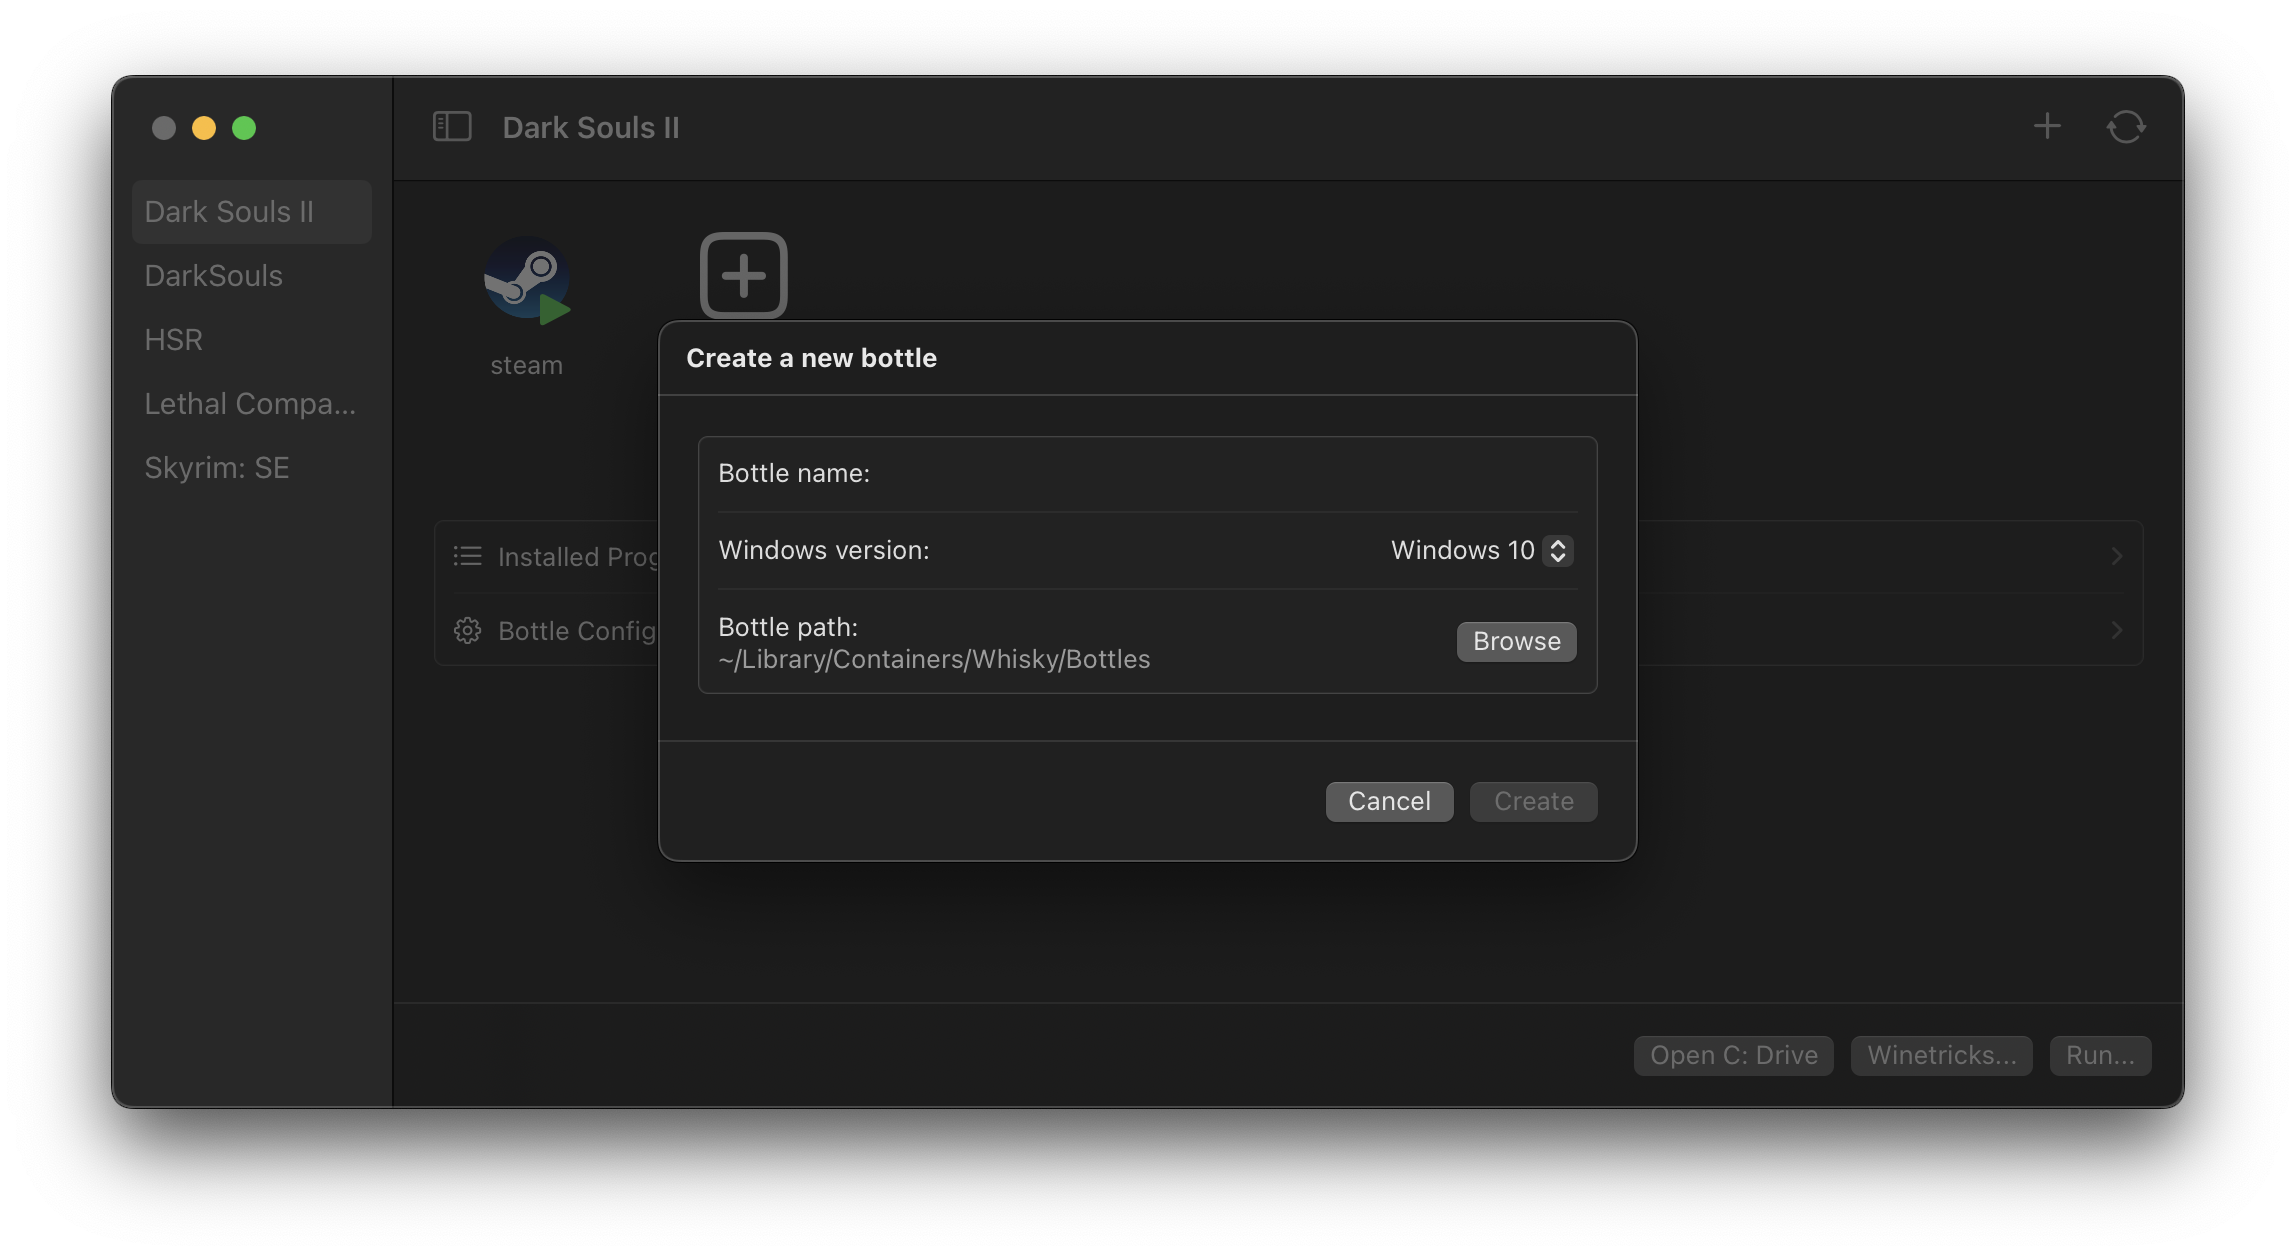 Dark Souls II
Dark Souls II
DarkSouls
HSR
Lethal Compa...
Skyrim: SE
steam
Installed Prog
Bottle Config
Create a new bottle
Bottle name:
Windows version:
Windows 10
Bottle path:
~/Library/Containers/Whisky/Bottles
Browse
Cancel
Create
Open C: Drive
Winetricks...
Run...